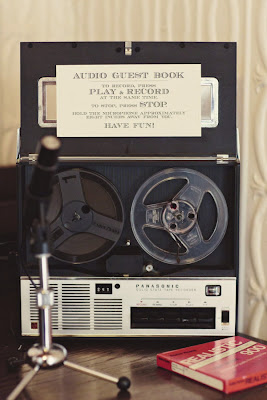 AUDIO GUEST BOOK
TO RECORD, PRESS
PLAY & RECORD
AT THE SAME TIME
TO STOP, PRESS STOP.
HOLD THE MICROPHONE APPROXIMATELY
EIGHT INCHES AWAY FROM YOU.
HAVE FUN!
PANASONIC
REALISTIC